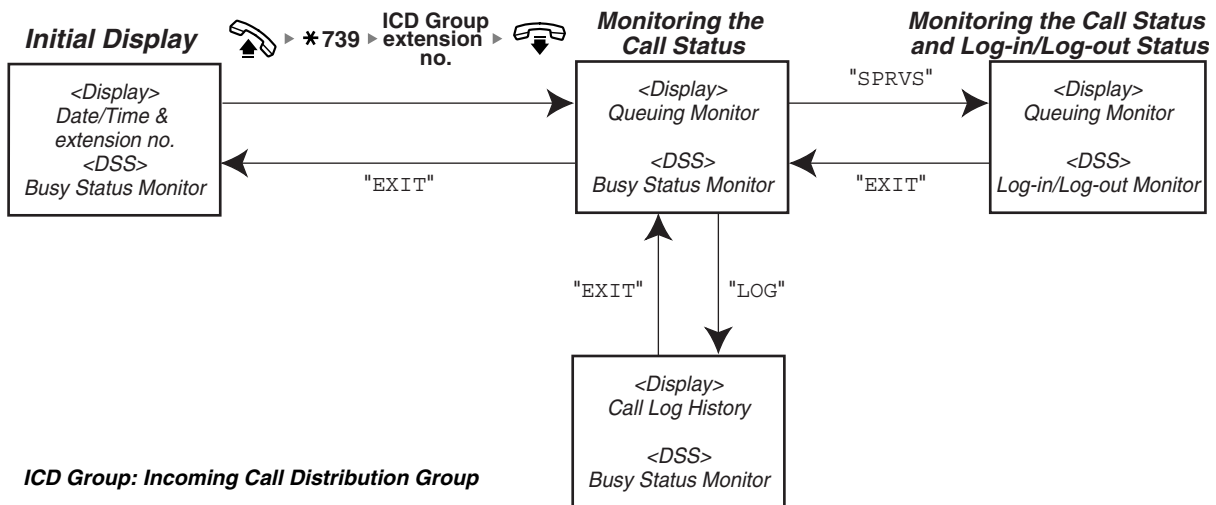 Initial Display
*739
ICD Group
extension
no.
Monitoring the
Call Status
Monitoring the Call Status
and Log-in/Log-out Status
<Display>
Date/Time &
extension no.
<DSS>
Busy Status Monitor
"EXIT"
<Display>
Queuing Monitor
<DSS>
Busy Status Monitor
"SPRVS"
"EXIT"
<Display>
Queuing Monitor
<DSS>
Log-in/Log-out Monitor
"EXIT"
"LOG"
<Display>
Call Log History
<DSS>
Busy Status Monitor
ICD Group: Incoming Call Distribution Group